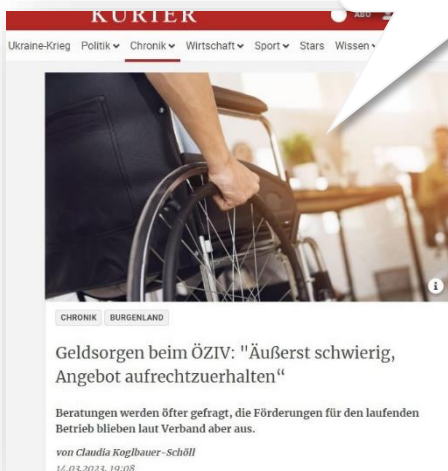 KURIER
ABO
Ukraine-Krieg Politik Chronik Wirtschaft Sport Stars Wissen
i
CHRONIK BURGENLAND
Geldsorgen beim ÖZIV: "Äußerst schwierig,
Angebot aufrechtzuerhalten“
Beratungen werden öfter gefragt, die Förderungen für den laufenden
Betrieb blieben laut Verband aber aus.
von Claudia Koglbauer-Schöll
14.03.2023, 19:08